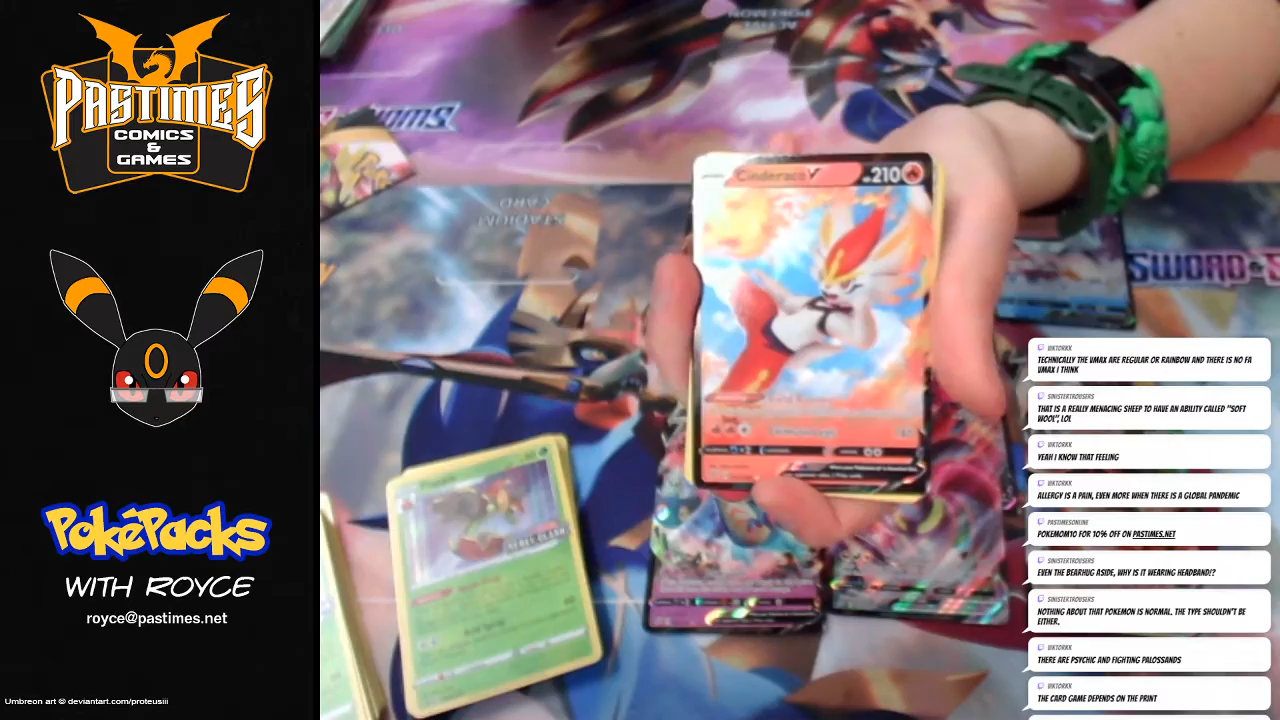 PASTIMES
COMICS
&
GAMES
PokéPacks
WITH ROYCE
royce@pastimes.net
Umbreon art @ deviantart.com/proteusiii
STADIUM
CARD
Cinderace V
210
SWORD &
REBEL CLASH
VIKTORKK
TECHNICALLY THE VMAX ARE REGULAR OR RAINBOW AND THERE IS NO FA
VMAX I THINK
SINISTERTROUSERS
THAT IS A REALLY MENACING SHEEP TO HAVE AN ABILITY CALLED "SOFT
WOOL", LOL
VIKTORKK
YEAH I KNOW THAT FEELING
VIKTORKK
ALLERGY IS A PAIN, EVEN MORE WHEN THERE IS A GLOBAL PANDEMIC
PASTIMESONLINE
POKEMOM10 FOR 10% OFF ON PASTIMES.NET
SINISTERTROUSERS
EVEN THE BEARHUG ASIDE, WHY IS IT WEARING HEADBAND!?
SINISTERTROUSERS
NOTHING ABOUT THAT POKEMON IS NORMAL. THE TYPE SHOULDN'T BE
EITHER.
VIKTORKK
THERE ARE PSYCHIC AND FIGHTING PALOSSANDS
VIKTORKK
THE CARD GAME DEPENDS ON THE PRINT